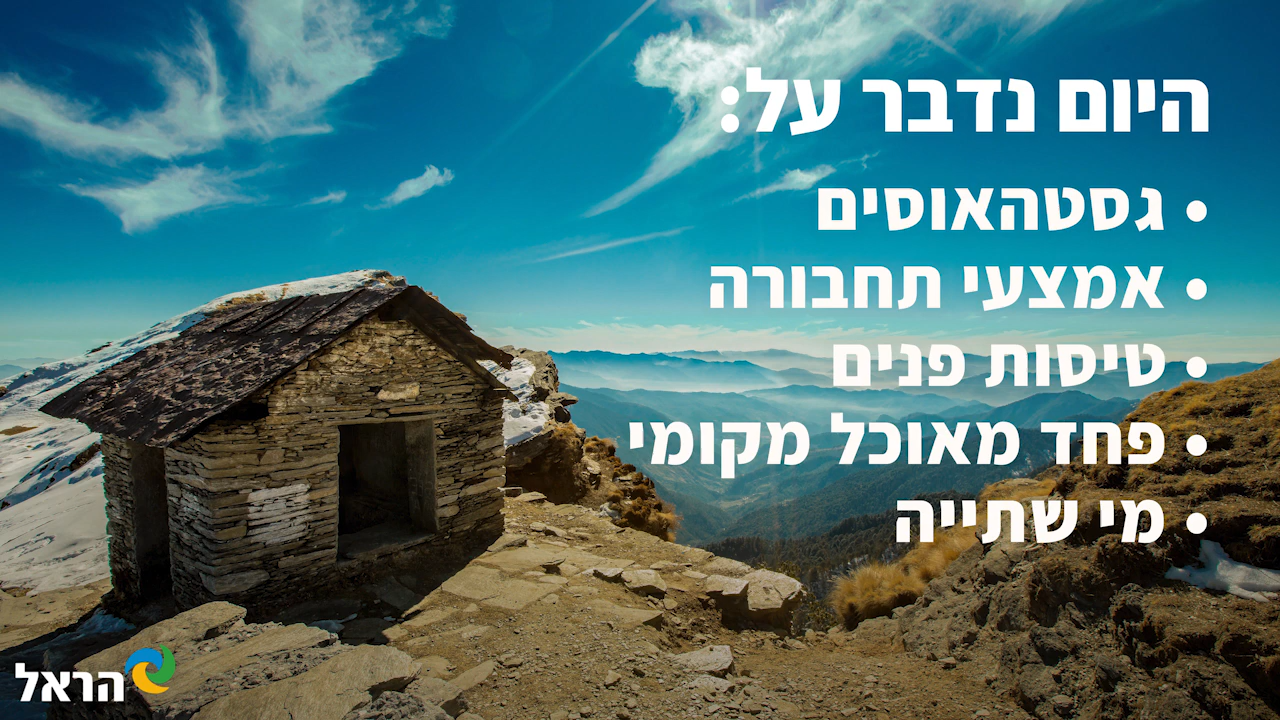 היום נדבר על:
• גסטהאוסים
• אמצעי תחבורה
• טיסות פנים
• פחד מאוכל מקומי
• מי שתייה
הראל